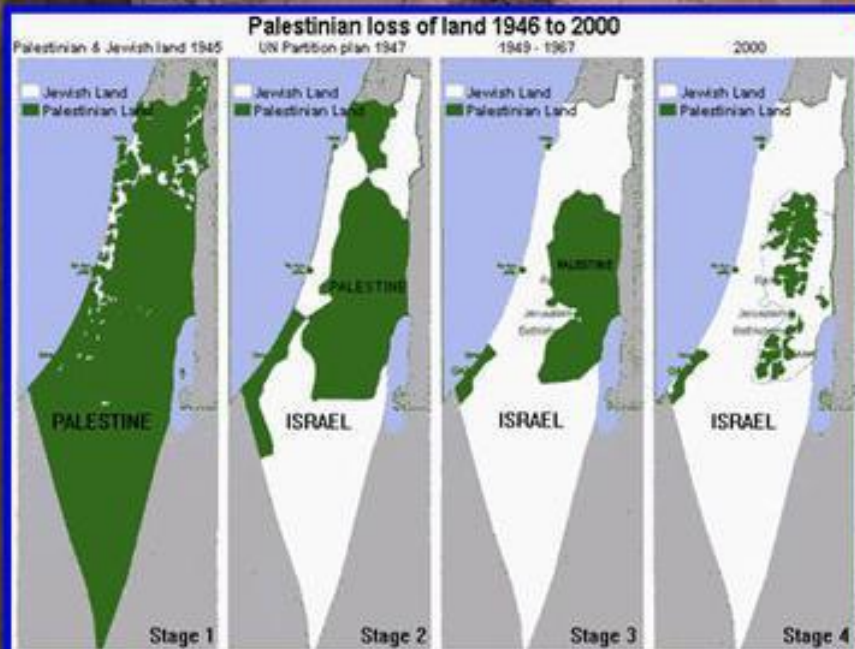 Palestinian loss of land 1946 to 2000
Palestinian & Jewish land 1945
Jewish Land
Palestinian Land
PALESTINE
Stage 1
UN Partition plan 1947
Jewish Land
Palestinian Land
PALESTINE
ISRAEL
Stage 2
1949 - 1967
Jewish Land
Palestinian Land
PALESTINE
Jerusalem
Bethlehem
ISRAEL
Stage 3
2000
Jewish Land
Palestinian Land
Jerusalem
ISRAEL
Stage 4